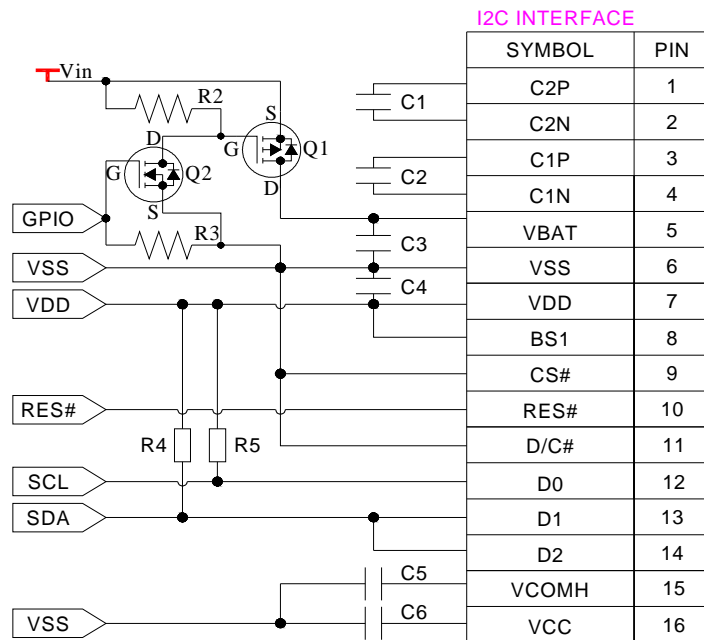 I2C INTERFACE
SYMBOL PIN
Vin
R2
S
D
G
Q1
D
G
Q2
S
R3
GPIO
VSS
VDD
RES#
R4
R5
SCL
SDA
VSS
C1
C2
C3
C4
C5
C6
C2P 1
C2N 2
C1P 3
C1N 4
VBAT 5
VSS 6
VDD 7
BS1 8
CS# 9
RES# 10
D/C# 11
D0 12
D1 13
D2 14
VCOMH 15
VCC 16